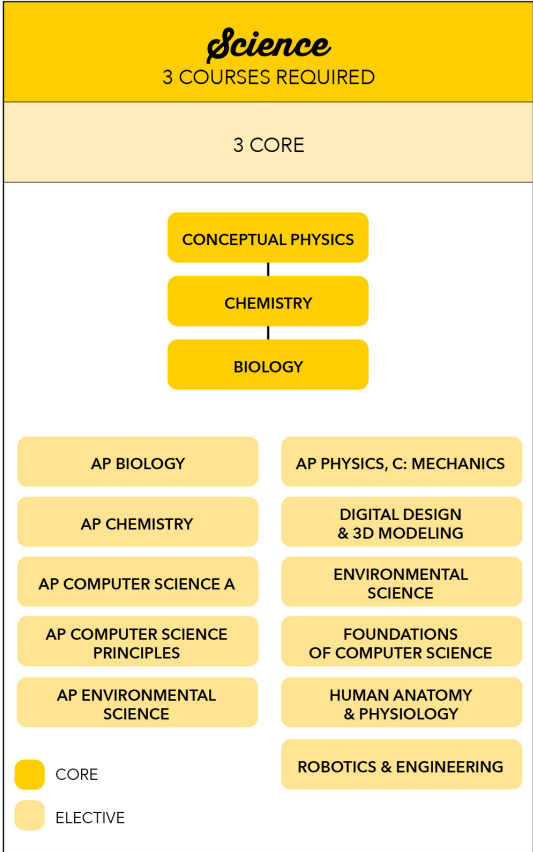 Science
3 COURSES REQUIRED
3 CORE
CONCEPTUAL PHYSICS
CHEMISTRY
BIOLOGY
AP BIOLOGY
AP CHEMISTRY
AP COMPUTER SCIENCE A
AP COMPUTER SCIENCE
PRINCIPLES
AP ENVIRONMENTAL
SCIENCE
AP PHYSICS, C: MECHANICS
DIGITAL DESIGN
& 3D MODELING
ENVIRONMENTAL
SCIENCE
FOUNDATIONS
OF COMPUTER SCIENCE
HUMAN ANATOMY
& PHYSIOLOGY
ROBOTICS & ENGINEERING
CORE
ELECTIVE